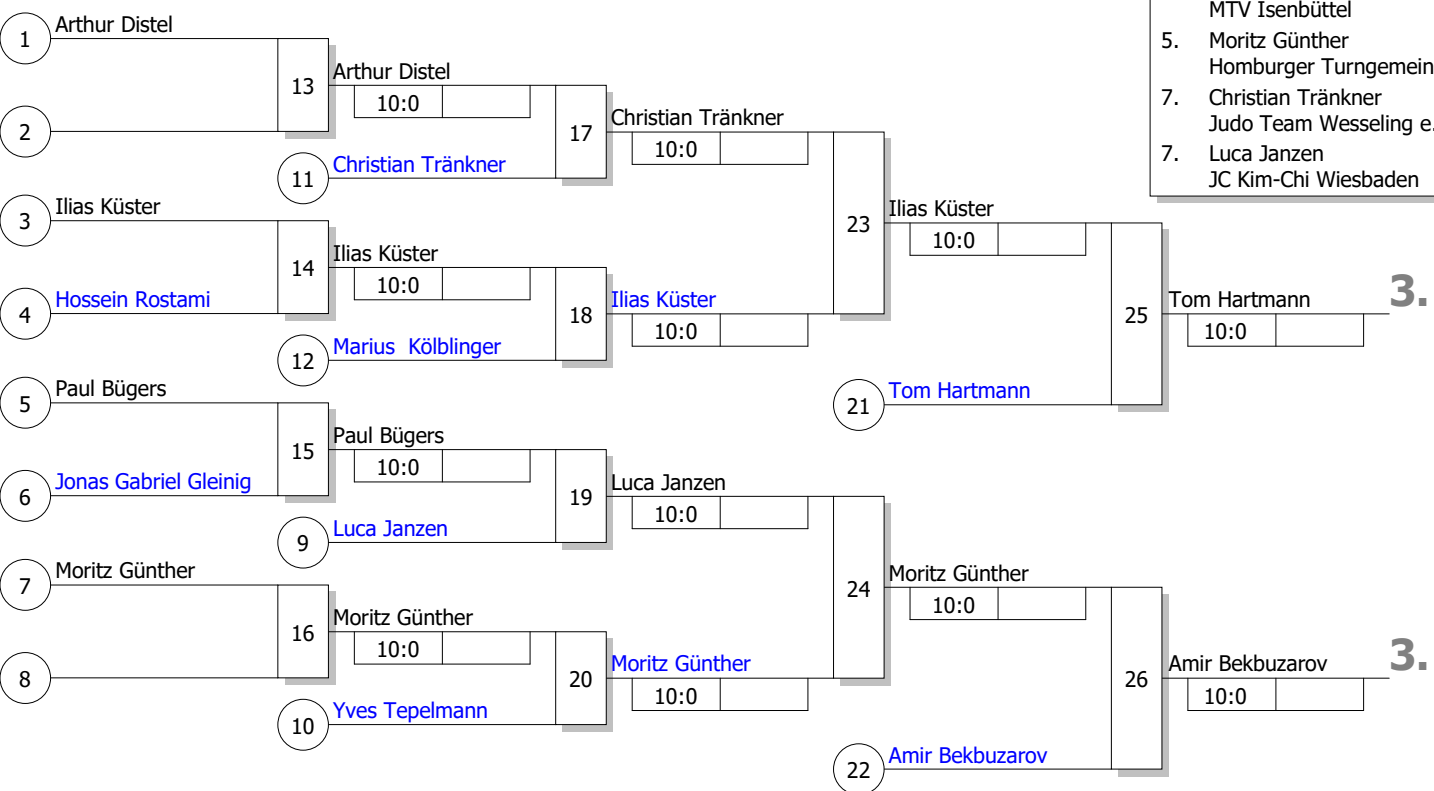 MTV Isenbüttel
5. Moritz Günther
Homburger Turngemein
7. Christian Tränkner
Judo Team Wesseling e.
7. Luca Janzen
JC Kim-Chi Wiesbaden
1 Arthur Distel
2
13 Arthur Distel
10:0
11 Christian Tränkner
17 Christian Tränkner
10:0
3 Ilias Küster
4 Hossein Rostami
14 Ilias Küster
10:0
12 Marius Kölblinger
18 Ilias Küster
10:0
23 Ilias Küster
10:0
21 Tom Hartmann
25 Tom Hartmann 3.
10:0
5 Paul Bügers
6 Jonas Gabriel Gleinig
15 Paul Bügers
10:0
9 Luca Janzen
19 Luca Janzen
10:0
7 Moritz Günther
8
16 Moritz Günther
10:0
10 Yves Tepelmann
20 Moritz Günther
10:0
24 Moritz Günther
10:0
22 Amir Bekbuzarov
26 Amir Bekbuzarov 3.
10:0